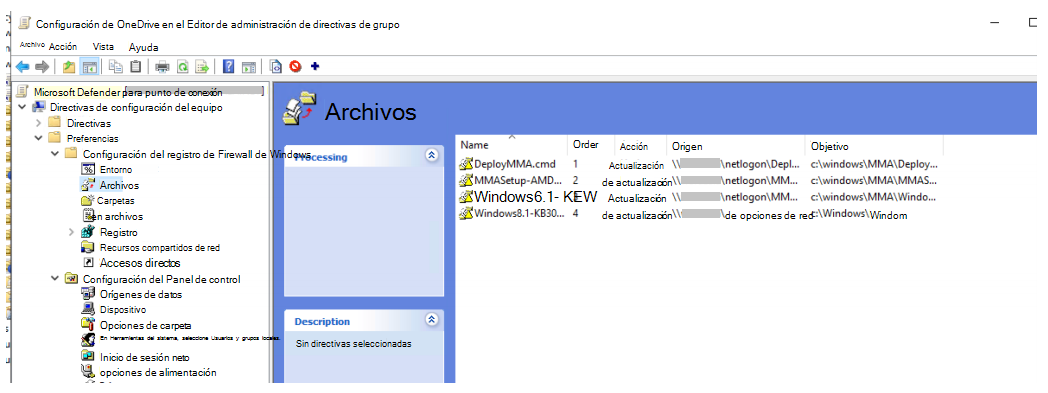 Configuración de OneDrive en el Editor de administración de directivas de grupo
Archivo Acción Vista Ayuda
Microsoft Defender para punto de conexión
Directivas de configuración del equipo
Directivas
Preferencias
Configuración del registro de Firewall de Windows
Entorno
Archivos
Carpetas
en archivos
Registro
Recursos compartidos de red
Accesos directos
Configuración del Panel de control
Orígenes de datos
Dispositivo
Opciones de carpeta
En Herramientas del sistema, seleccione Usuarios y grupos locales.
Inicio de sesión neto
opciones de alimentación
Archivos
Processing
Description
Sin directivas seleccionadas
Name Order Acción Origen Objetivo
DeployMMA.cmd 1 Actualización \\ \netlogon\Depl... c:\windows\MMA\Deploy...
MMASetup-AMD... 2 de actualización \\ \netlogon\MM... c:\windows\MMA\MMAS...
Windows6.1- KEW Actualización \\ \netlogon\MM... c:\windows\MMA\Windo...
Windows8.1-KB30... 4 de actualización \\ \de opciones de red c:\Windows\Windom